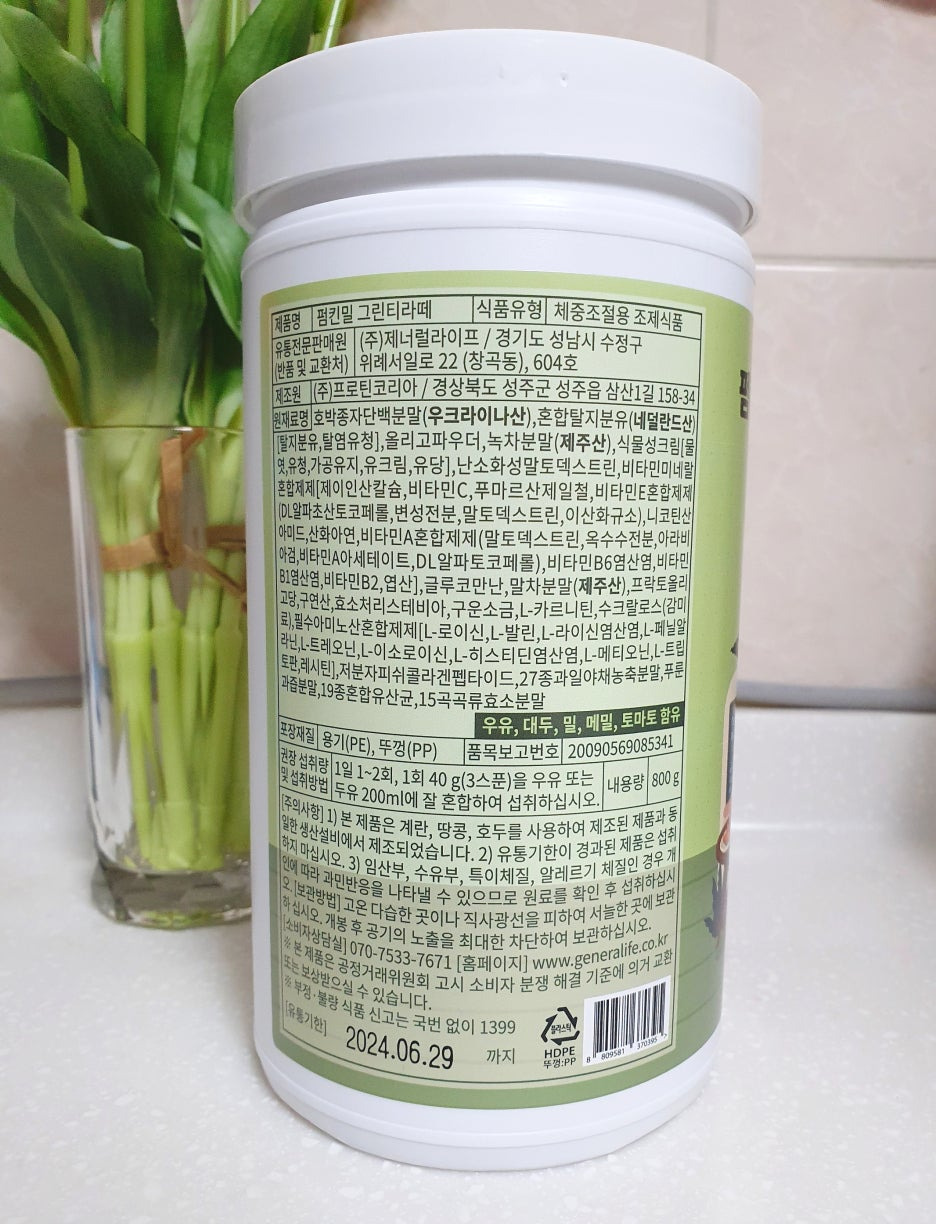 제품명 펌킨밀 그린티라떼 식품유형 체중조절용 조제식품
유통전문판매원 (주)제너럴라이프 / 경기도 성남시 수정구
(반품 및 교환처) 위례서일로 22 (창곡동), 604호
제조원 (주)프로틴코리아 / 경상북도 성주군 성주읍 삼산1길 158-34
원재료명 호박종자단백분말(우크라이나산),혼합탈지분유(네덜란드산)
[탈지분유,탈염유청],올리고파우더,녹차분말(제주산),식물성크림[물
엿,유청,가공유지,유크림,유당],난소화성말토덱스트린,비타민미네랄
혼합제제[제이인산칼슘,비타민C,푸마르산제일철,비타민E혼합제제
(DL알파초산토코페롤,변성전분,말토덱스트린,이산화규소),니코틴산
아미드,산화아연,비타민A혼합제제(말토덱스트린,옥수수전분,아라비
아검,비타민A아세테이트,DL알파토코페롤),비타민B6염산염,비타민
B1염산염,비타민B2,엽산],글루코만난,말차분말(제주산),프락토올리
고당,구연산,효소처리스테비아,구운소금,L-카르니틴,수크랄로스(감미
료),필수아미노산혼합제제[L-로이신,L-발린,L-라이신염산염,L-페닐알
라닌,L-트레오닌,L-이소로이신,L-히스티딘염산염,L-메티오닌,L-트립
토판,레시틴],저분자피쉬콜라겐펩타이드,27종과일야채농축분말,푸룬
과즙분말,19종혼합유산균,15곡곡류효소분말
우유, 대두, 밀, 메밀, 토마토 함유
포장재질 용기(PE), 뚜껑(PP) 품목보고번호 20090569085341
권장 섭취량 및 섭취방법 1일 1~2회, 1회 40 g(3스푼)을 우유 또는
두유 200ml에 잘 혼합하여 섭취하십시오. 내용량 800 g
[주의사항] 1) 본 제품은 계란, 땅콩, 호두를 사용하여 제조된 제품과 동
일한 생산설비에서 제조되었습니다. 2) 유통기한이 경과된 제품은 섭취
하지 마십시오. 3) 임산부, 수유부, 특이체질, 알레르기 체질인 경우 개
인에 따라 과민반응을 나타낼 수 있으므로 원료를 확인 후 섭취하십시
오. [보관방법] 고온 다습한 곳이나 직사광선을 피하여 서늘한 곳에 보관
하십시오. 개봉 후 공기의 노출을 최대한 차단하여 보관하십시오.
[소비자상담실] 070-7533-7671 [홈페이지] www.generalife.co.kr
※ 본 제품은 공정거래위원회 고시 소비자 분쟁 해결 기준에 의거 교환
또는 보상받으실 수 있습니다.
※ 부정·불량 식품 신고는 국번 없이 1399
[유통기한] 2024.06.29 까지
플라스틱
HDPE
뚜껑:PP
8 809581 370395